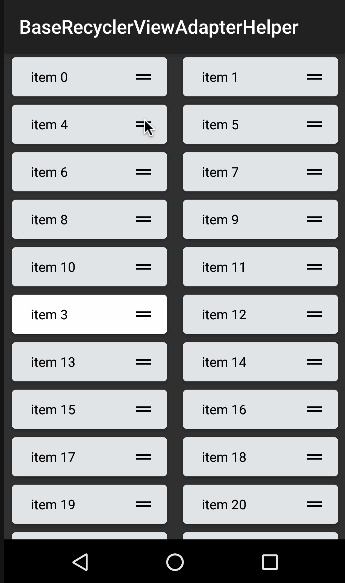 BaseRecyclerViewAdapterHelper
item 0
item 1
item 4
item 5
item 6
item 7
item 8
item 9
item 10
item 11
item 3
item 12
item 13
item 14
item 15
item 16
item 17
item 18
item 19
item 20